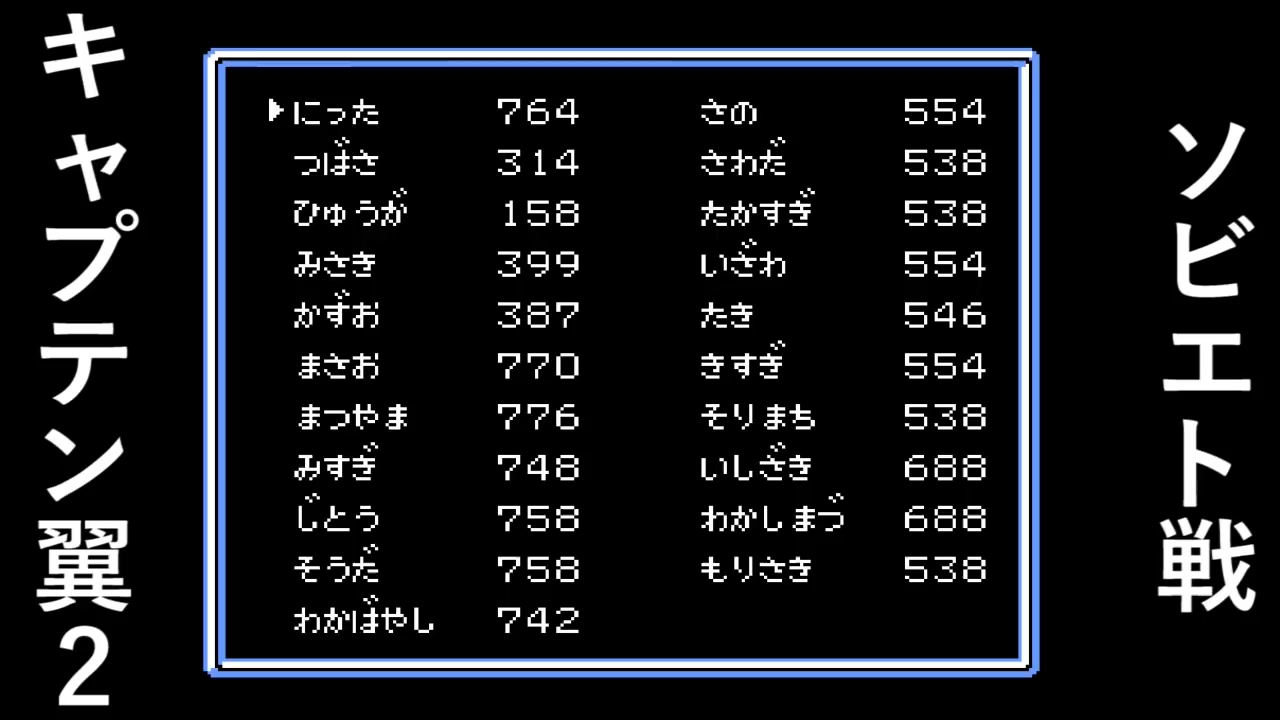 キャプテン翼2
にった 764 さの 554
つばさ 314 さわだ 538
ひゅうが 158 たかすぎ 538
みさき 399 いざわ 554
かずお 387 たき 546
まさお 770 きすぎ 554
まつやま 776 そりまち 538
みすぎ 748 いしざき 688
じとう 758 わかしまづ 688
そうだ 758 もりさき 538
わかばやし 742
ソビエト戦